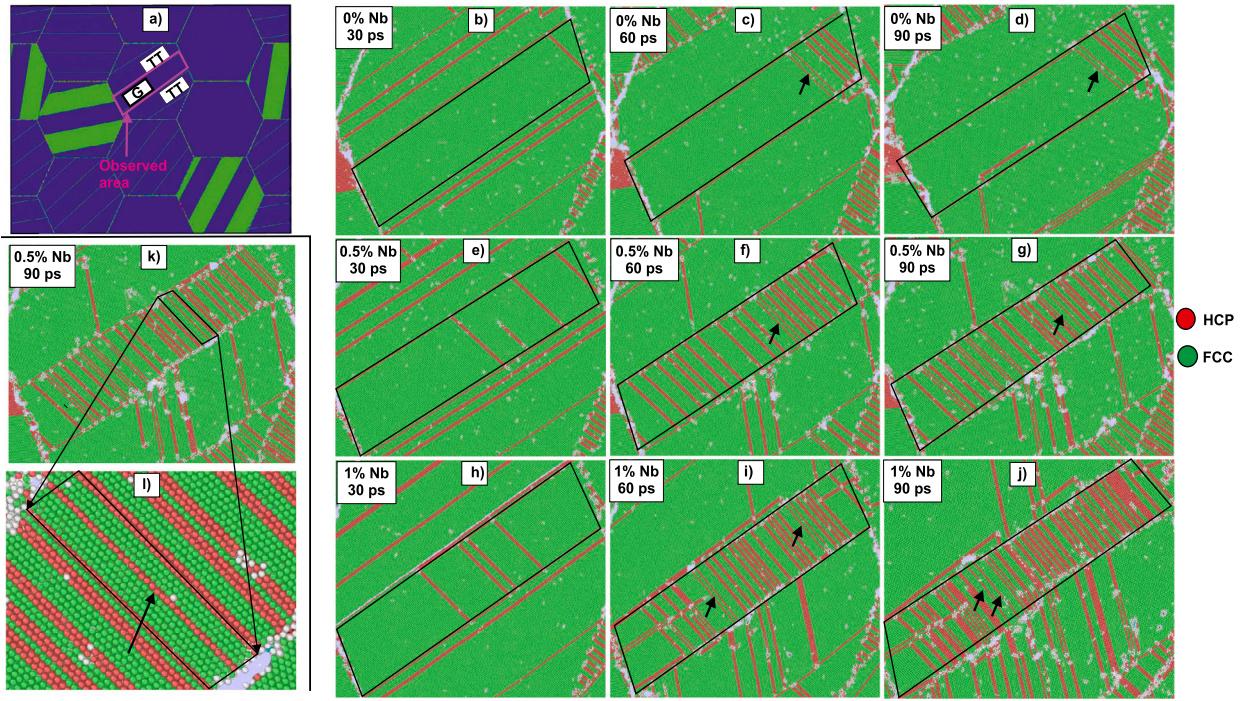 a)
TT
G
TT
Observed
area
0% Nb
30 ps
b)
0% Nb
60 ps
c)
0% Nb
90 ps
d)
0.5% Nb
90 ps
k)
0.5% Nb
30 ps
e)
0.5% Nb
60 ps
f)
0.5% Nb
90 ps
g)
HCP
FCC
l)
1% Nb
30 ps
h)
1% Nb
60 ps
i)
1% Nb
90 ps
j)